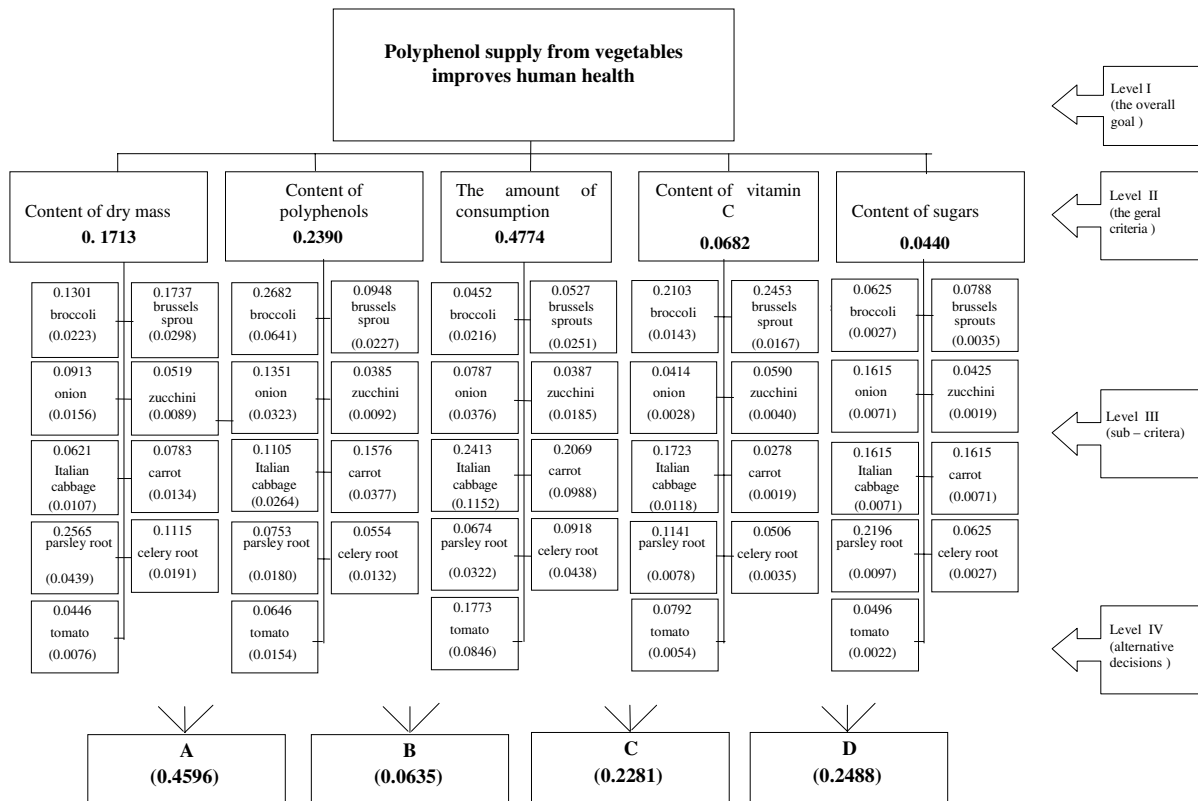 Polyphenol supply from vegetables
improves human health
Level I
(the overall
goal )
Content of dry mass
0. 1713
Content of
polyphenols
0.2390
The amount of
consumption
0.4774
Content of vitamin
C
0.0682
Content of sugars
0.0440
Level II
(the geral
criteria )
0.1301
broccoli
(0.0223)
0.1737
brussels
sprou
(0.0298)
0.2682
broccoli
(0.0641)
0.0948
brussels
sprou
(0.0227)
0.0452
broccoli
(0.0216)
0.0527
brussels
sprouts
(0.0251)
0.2103
broccoli
(0.0143)
0.2453
brussels
sprout
(0.0167)
0.0625
broccoli
(0.0027)
0.0788
brussels
sprouts
(0.0035)
0.0913
onion
(0.0156)
0.0519
zucchini
(0.0089)
0.1351
onion
(0.0323)
0.0385
zucchini
(0.0092)
0.0787
onion
(0.0376)
0.0387
zucchini
(0.0185)
0.0414
onion
(0.0028)
0.0590
zucchini
(0.0040)
0.1615
onion
(0.0071)
0.0425
zucchini
(0.0019)
Level III
(sub – critera)
0.0621
Italian
cabbage
(0.0107)
0.0783
carrot
(0.0134)
0.1105
Italian
cabbage
(0.0264)
0.1576
carrot
(0.0377)
0.2413
Italian
cabbage
(0.1152)
0.2069
carrot
(0.0988)
0.1723
Italian
cabbage
(0.0118)
0.0278
carrot
(0.0019)
0.1615
Italian
cabbage
(0.0071)
0.1615
carrot
(0.0071)
0.2565
parsley root
(0.0439)
0.1115
celery root
(0.0191)
0.0753
parsley root
(0.0180)
0.0554
celery root
(0.0132)
0.0674
parsley root
(0.0322)
0.0918
celery root
(0.0438)
0.1141
parsley root
(0.0078)
0.0506
celery root
(0.0035)
0.2196
parsley root
(0.0097)
0.0625
celery root
(0.0027)
0.0446
tomato
(0.0076)
0.0646
tomato
(0.0154)
0.1773
tomato
(0.0846)
0.0792
tomato
(0.0054)
0.0496
tomato
(0.0022)
Level IV
(alternative
decisions )
A
(0.4596)
B
(0.0635)
C
(0.2281)
D
(0.2488)